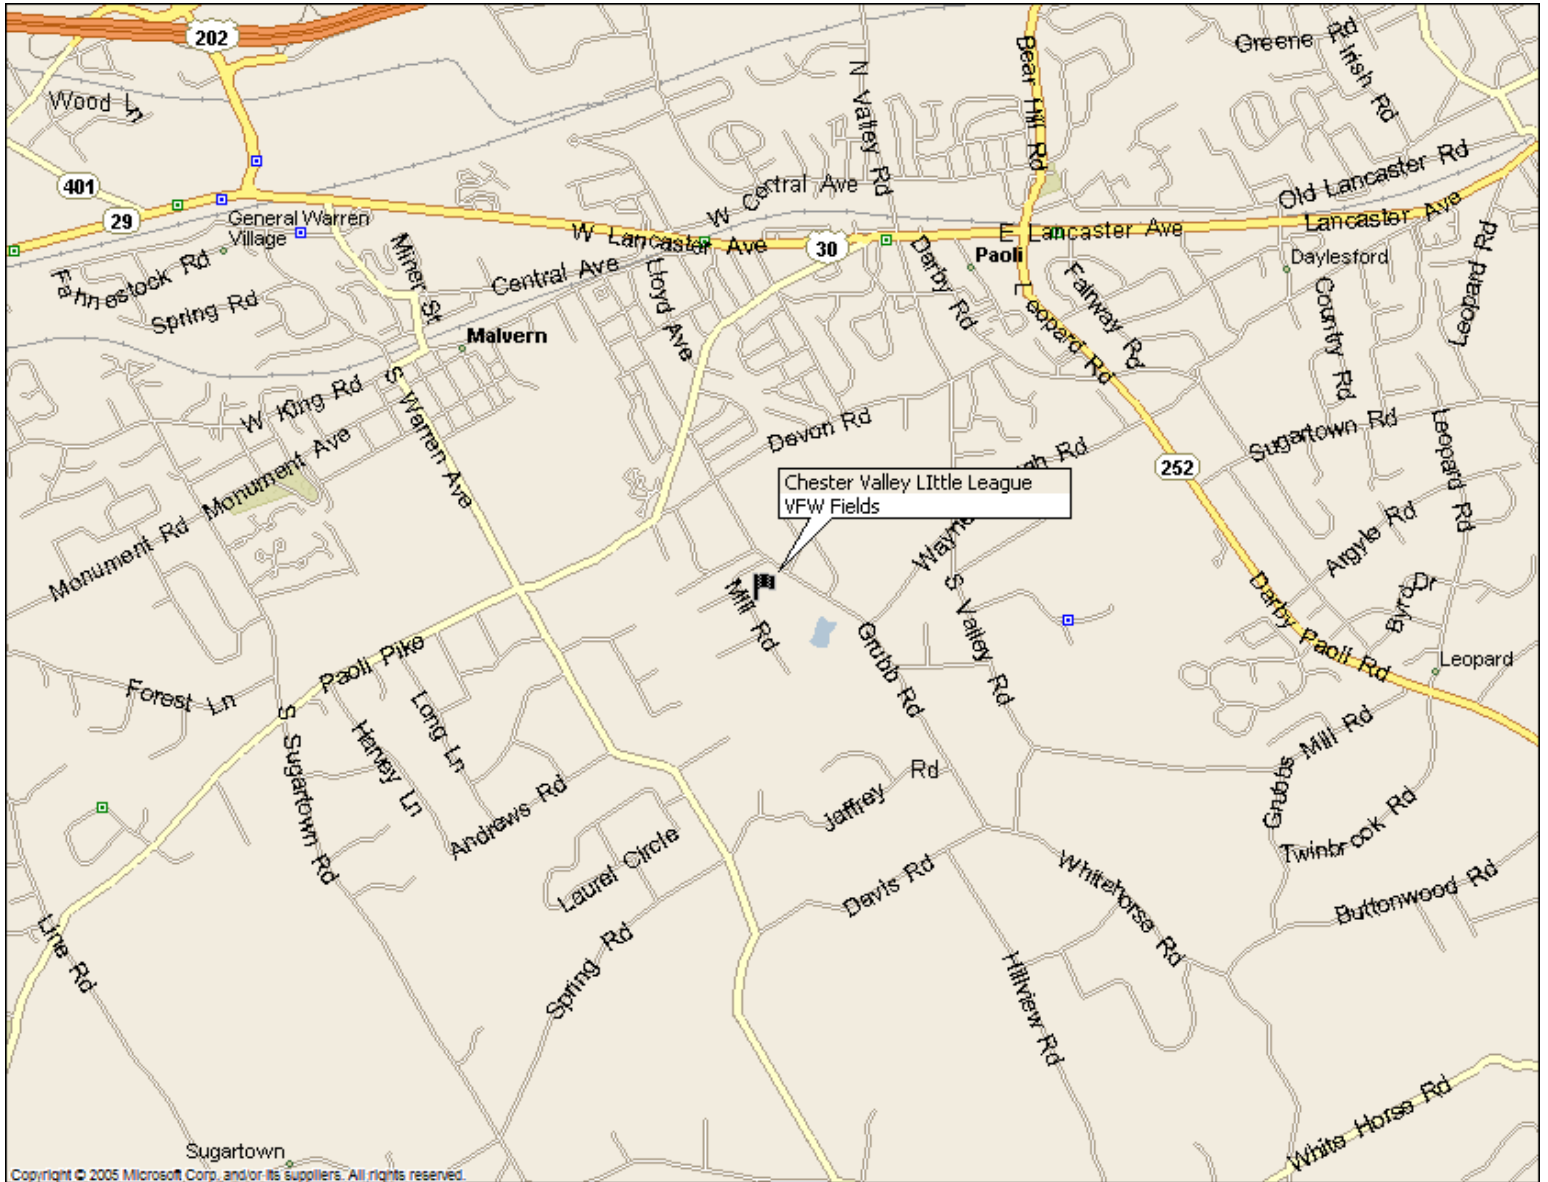 202
Greene Rd
Irish Rd
Bear Hill Rd
N Valley Rd
Wood Ln
401
29
General Warren
Village
W Central Ave
Old Lancaster Rd
Lancaster Ave
E Lancaster Ave
W Lancaster Ave
30
Paoli
Daylesford
Fahnestock Rd
Miner St
Central Ave
Lloyd Ave
Darby Rd
Fairway Rd
Leopard Rd
Country Rd
Leopard Rd
Spring Rd
Malvern
W King Rd
S Warren Ave
Devon Rd
Sugartown Rd
Leopard Rd
Monument Ave
252
Chester Valley LIttle League
VFW Fields
Monument Rd
Argyle Rd
Mill Rd
S Valley Rd
Byrd Dr
Darby Paoli Rd
Grubb Rd
Paoli Pike
Leopard
Forest Ln
Long Ln
Harvey Ln
S Sugartown Rd
Grubbs Mill Rd
Jaffrey Rd
Andrews Rd
Laurel Circle
Twinbrook Rd
Davis Rd
Whitehorse Rd
Buttonwood Rd
Line Rd
Spring Rd
Hillview Rd
White Horse Rd
Sugartown
Copyright © 2005 Microsoft Corp. and/or its suppliers. All rights reserved.